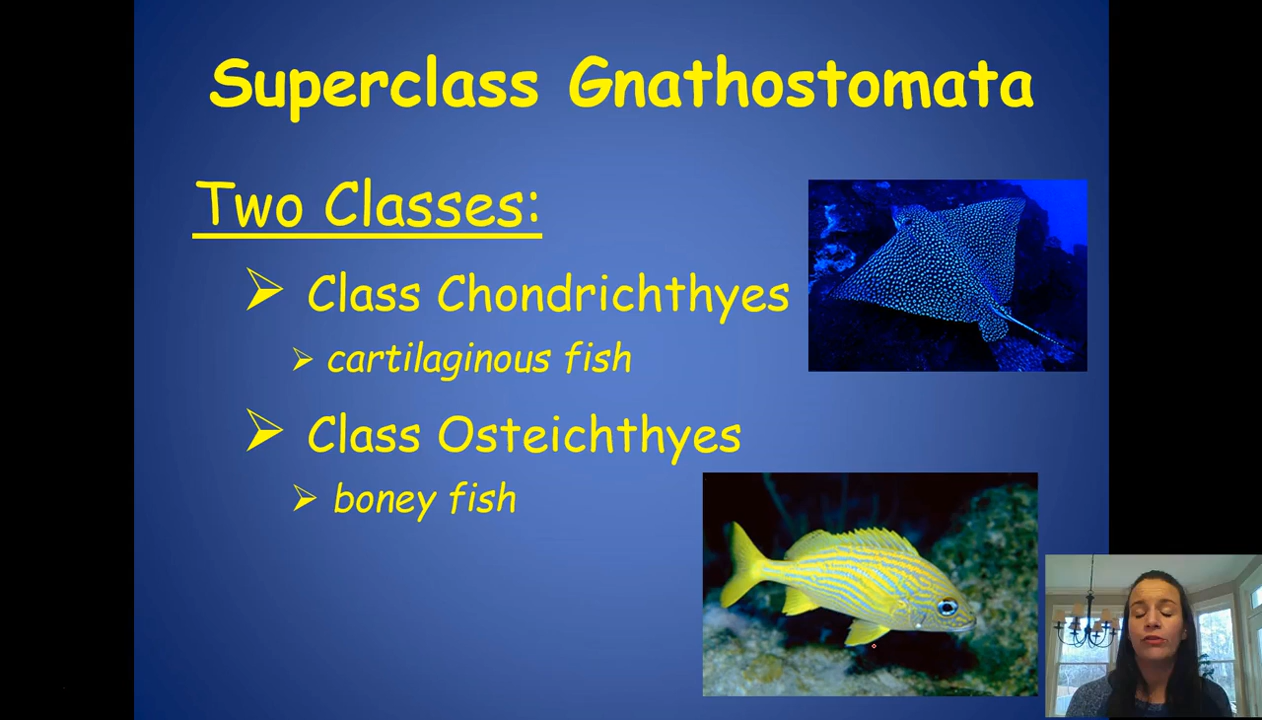 Superclass Gnathostomata
Two Classes:
Class Chondrichthyes
cartilaginous fish
Class Osteichthyes
boney fish